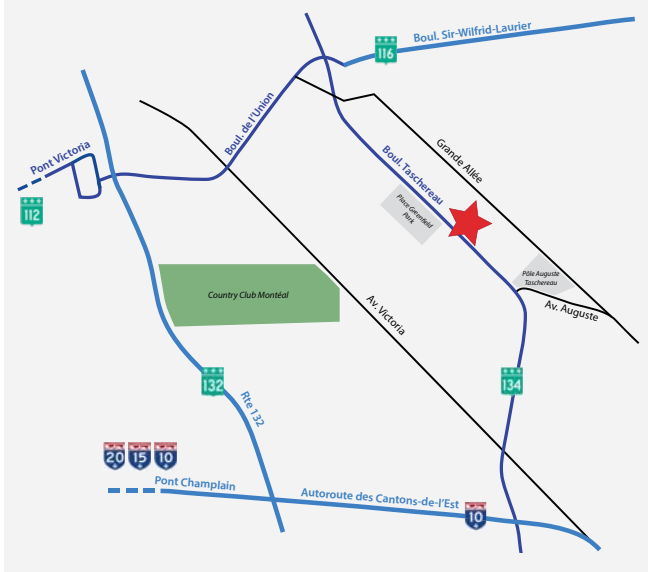 116
Boul. Sir-Wilfrid-Laurier
Boul. de l'Union
Pont Victoria
112
Boul. Taschereau
Grande Allée
Place Greenfield
Park
Pôle Auguste
Taschereau
Av. Auguste
Country Club Montéal
Av. Victoria
132
Rte 132
134
20
15
10
Pont Champlain
Autoroute des Cantons-de-l'Est
10